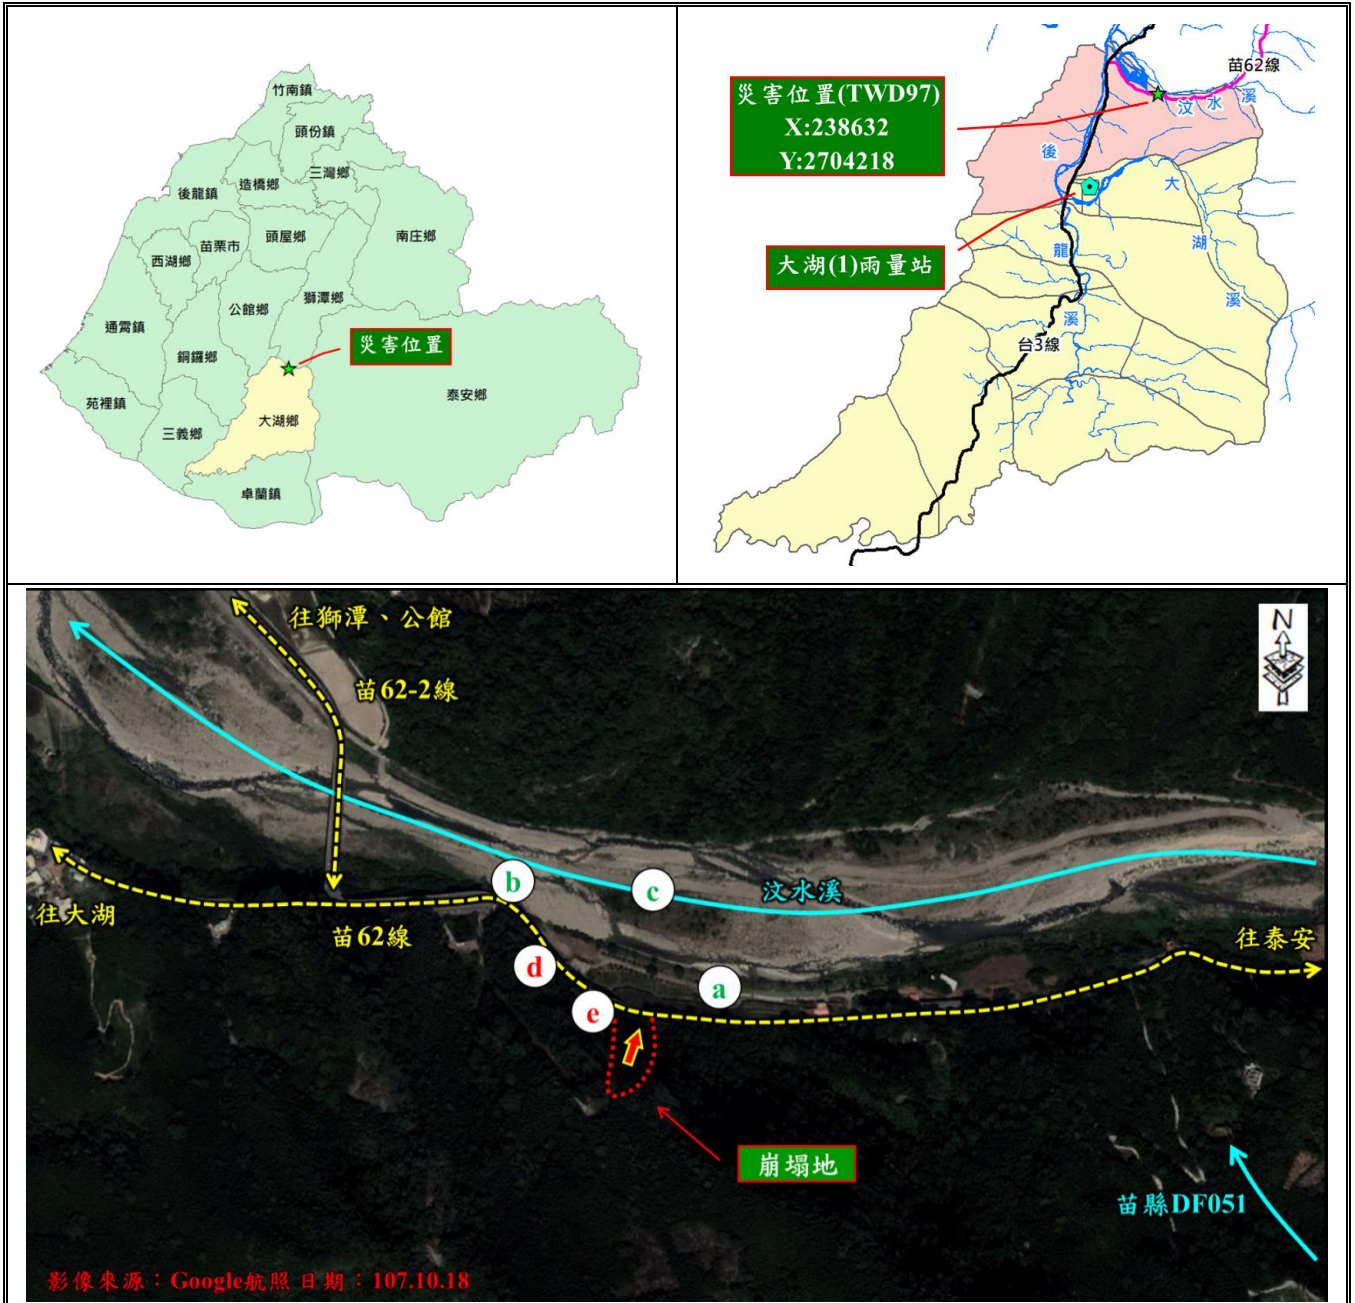 竹南鎮
頭份鎮
三灣鄉
造橋鄉
後龍鎮
苗栗市
頭屋鄉
南庄鄉
西湖鄉
獅潭鄉
公館鄉
通霄鎮
銅鑼鄉
災害位置
苑裡鎮
泰安鄉
大湖鄉
三義鄉
卓蘭鎮
苗62線
災害位置(TWD97)
X:238632
Y:2704218
汶水溪
後龍溪
大湖溪
大湖(1)雨量站
台3線
往獅潭、公館
N
苗62-2線
b
c
汶水溪
往大湖
苗62線
往泰安
d
a
e
崩塌地
苗縣DF051
影像來源：Google航照日期：107.10.18